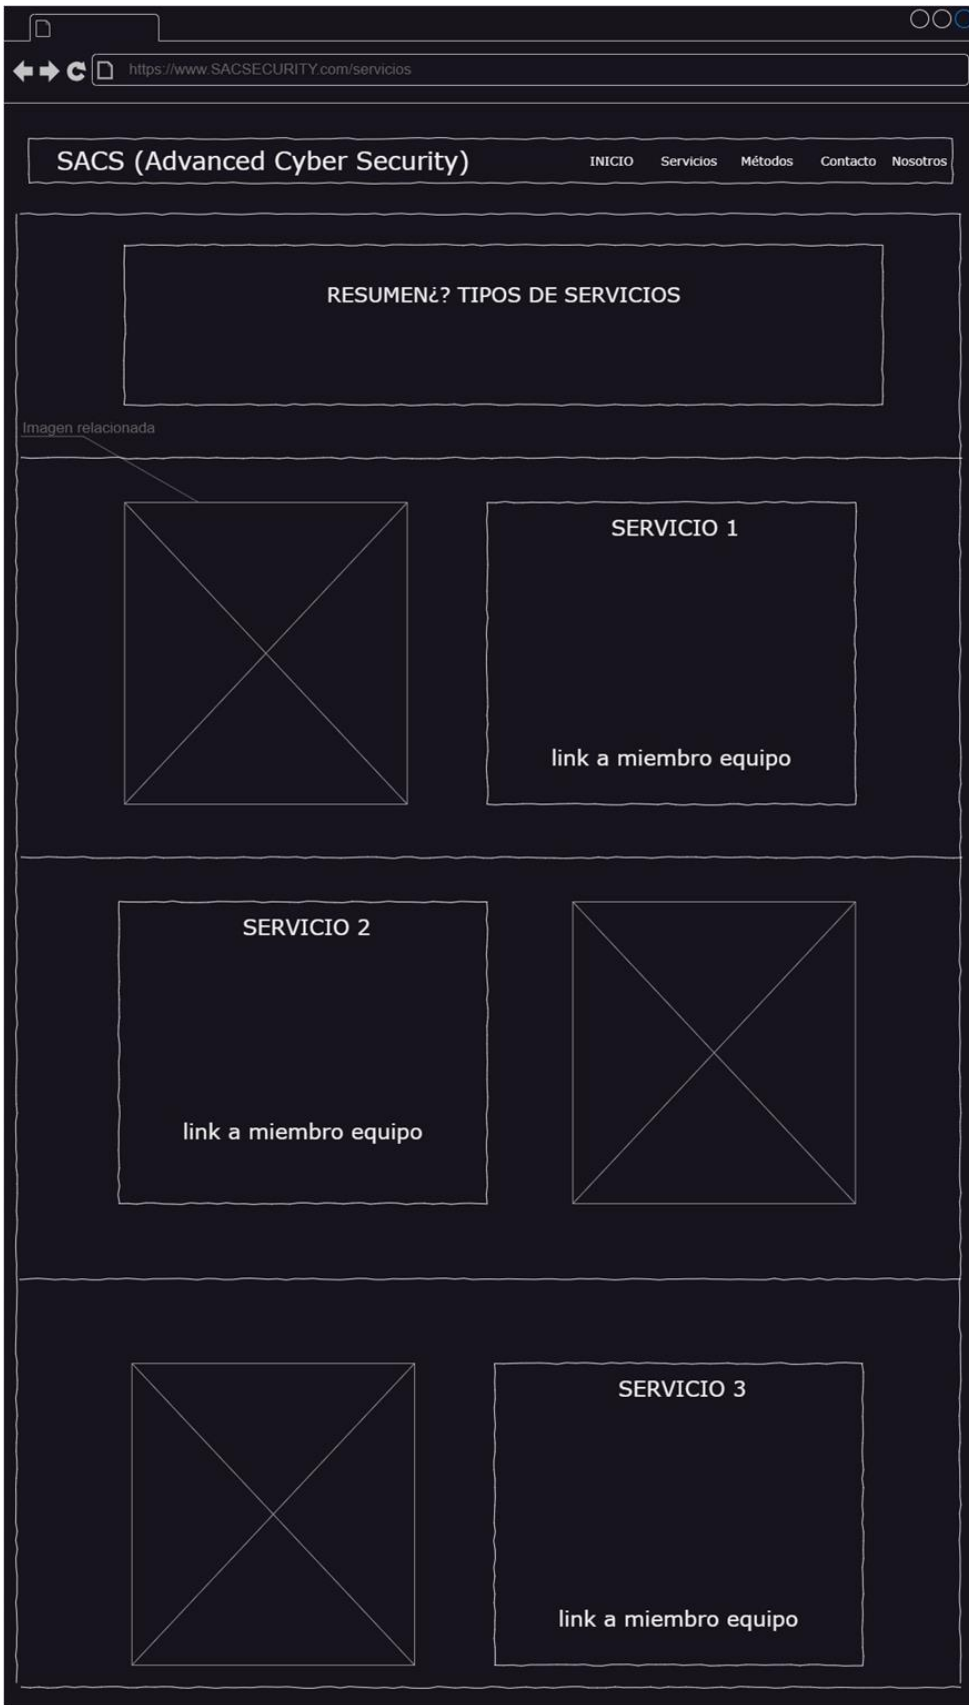 https://www.SACSECURITY.com/servicios
SACS (Advanced Cyber Security) INICIO Servicios Métodos Contacto Nosotros
RESUMEN¿? TIPOS DE SERVICIOS
Imagen relacionada
SERVICIO 1
link a miembro equipo
SERVICIO 2
link a miembro equipo
SERVICIO 3
link a miembro equipo